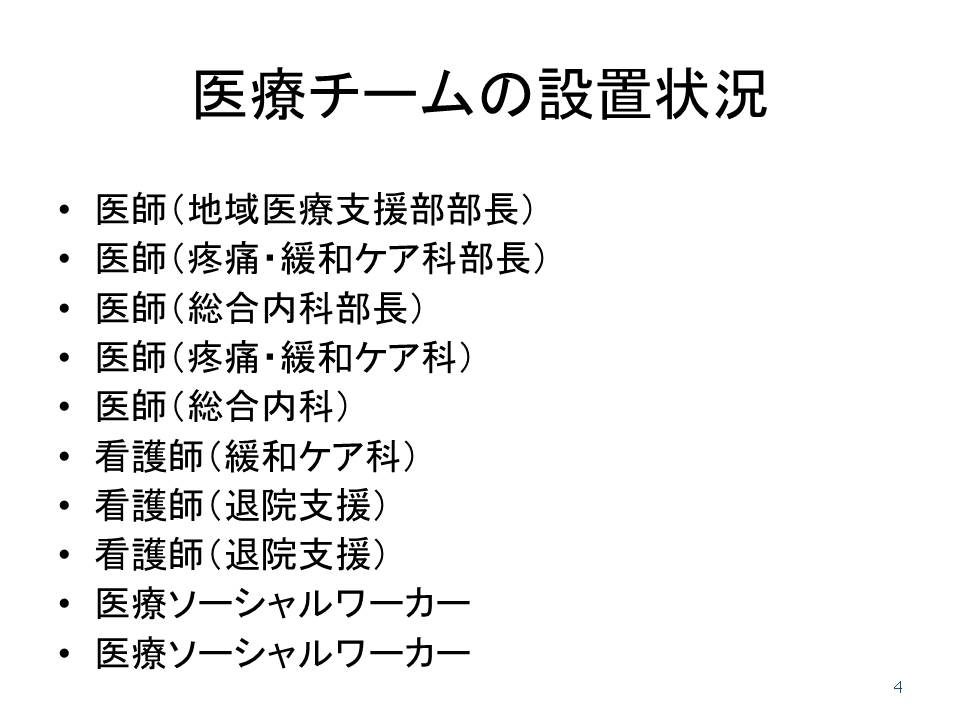 医療チームの設置状況
• 医師（地域医療支援部部長）
• 医師（疼痛・緩和ケア科部長）
• 医師（総合内科部長）
• 医師（疼痛・緩和ケア科）
• 医師（総合内科）
• 看護師（緩和ケア科）
• 看護師（退院支援）
• 看護師（退院支援）
• 医療ソーシャルワーカー
• 医療ソーシャルワーカー
4